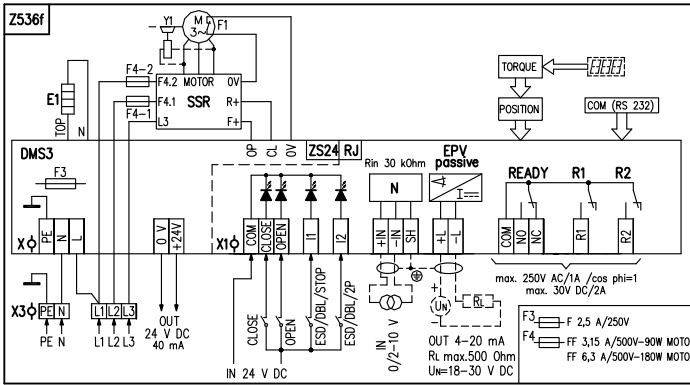 Z536f
Y1
M
3~
F1
F4-2
F4.2 MOTOR 0V
F4.1 SSR R+
L3 F+
F4-1
E1
TOP
N
OP
CL
0V
TORQUE
POSITION
COM (RS 232)
DMS3
F3
ZS24 RJ
Rin 30 kOhm
N
EPV
passive
I
READY R1 R2
X
PE
N
L
0 V
+24V
X1
COM
CLOSE
OPEN
I1
I2
+IN
-IN
SH
+L
-L
COM
NO
NC
R1
R2
max. 250V AC/1A /cos phi=1
max. 30V DC/2A
X3
PE N
L1 L2 L3
PE N
L1 L2 L3
OUT
24 V DC
40 mA
CLOSE
OPEN
ESD/DBL/STOP
ESD/DBL/2P
IN 24 V DC
IN
0/2-10 V
+
UN
-
RL
OUT 4-20 mA
RL max.500 Ohm
UN=18-30 V DC
F3 F 2,5 A/250V
F4 FF 3,15 A/500V-90W MOTO
FF 6,3 A/500V-180W MOTO